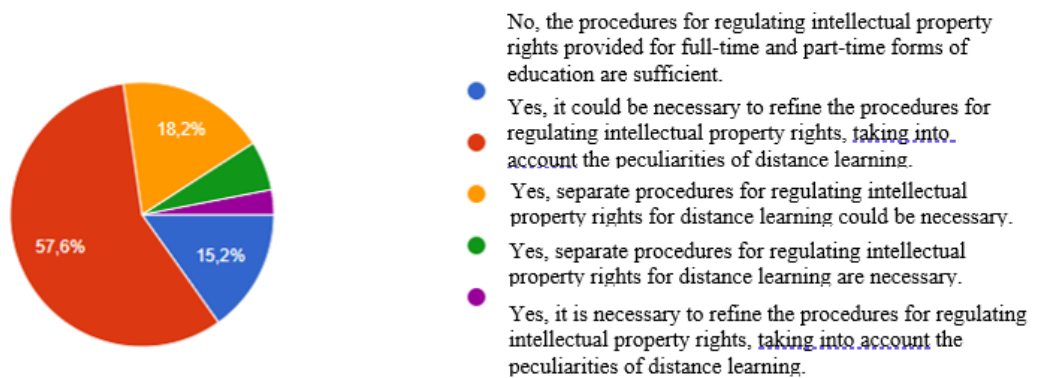 No, the procedures for regulating intellectual property
rights provided for full-time and part-time forms of
education are sufficient.
Yes, it could be necessary to refine the procedures for
regulating intellectual property rights, taking into
account the peculiarities of distance learning.
Yes, separate procedures for regulating intellectual
property rights for distance learning could be necessary.
Yes, separate procedures for regulating intellectual
property rights for distance learning are necessary.
Yes, it is necessary to refine the procedures for regulating
intellectual property rights, taking into account the
peculiarities of distance learning.
18,2%
57,6%
15,2%